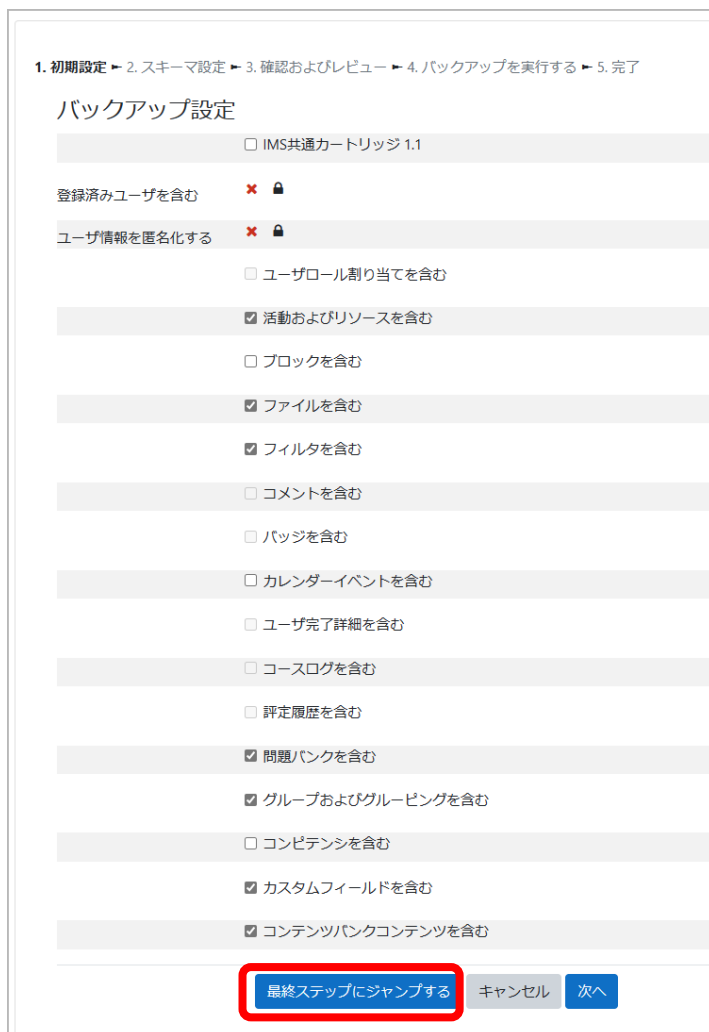 1. 初期設定 ► 2. スキーマ設定 ► 3. 確認およびレビュー ► 4. バックアップを実行する ► 5. 完了
バックアップ設定
IMS共通カートリッジ 1.1
登録済みユーザを含む
ユーザ情報を匿名化する
ユーザロール割り当てを含む
活動およびリソースを含む
ブロックを含む
ファイルを含む
フィルタを含む
コメントを含む
バッジを含む
カレンダーイベントを含む
ユーザ完了詳細を含む
コースログを含む
評定履歴を含む
問題バンクを含む
グループおよびグルーピングを含む
コンピテンシを含む
カスタムフィールドを含む
コンテンツバンクコンテンツを含む
最終ステップにジャンプする キャンセル 次へ